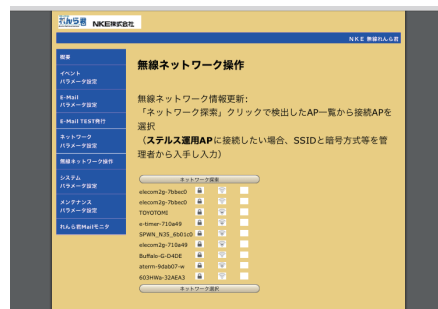 れんら君 NKE株式会社
NKE 無線れんら君
概要
イベント
パラメータ設定
E-Mail
パラメータ設定
E-Mail TEST発行
ネットワーク
パラメータ設定
無線ネットワーク操作
システム
パラメータ設定
メンテナンス
パラメータ設定
れんら君Mailモニタ
無線ネットワーク操作
無線ネットワーク情報更新:
「ネットワーク探索」クリックで検出したAP一覧から接続APを
選択
（ステルス運用APに接続したい場合、SSIDと暗号方式等を管
理者から入手し入力）
ネットワーク探索
elecom2g-7bbec0
elecom2g-7bbec0
TOYOTOMI
e-timer-710a49
SPWN_N35_6b01c0
elecom2g-710a49
Buffalo-G-D4DE
aterm-9dab07-w
603HWa-32AEA3
ネットワーク選択